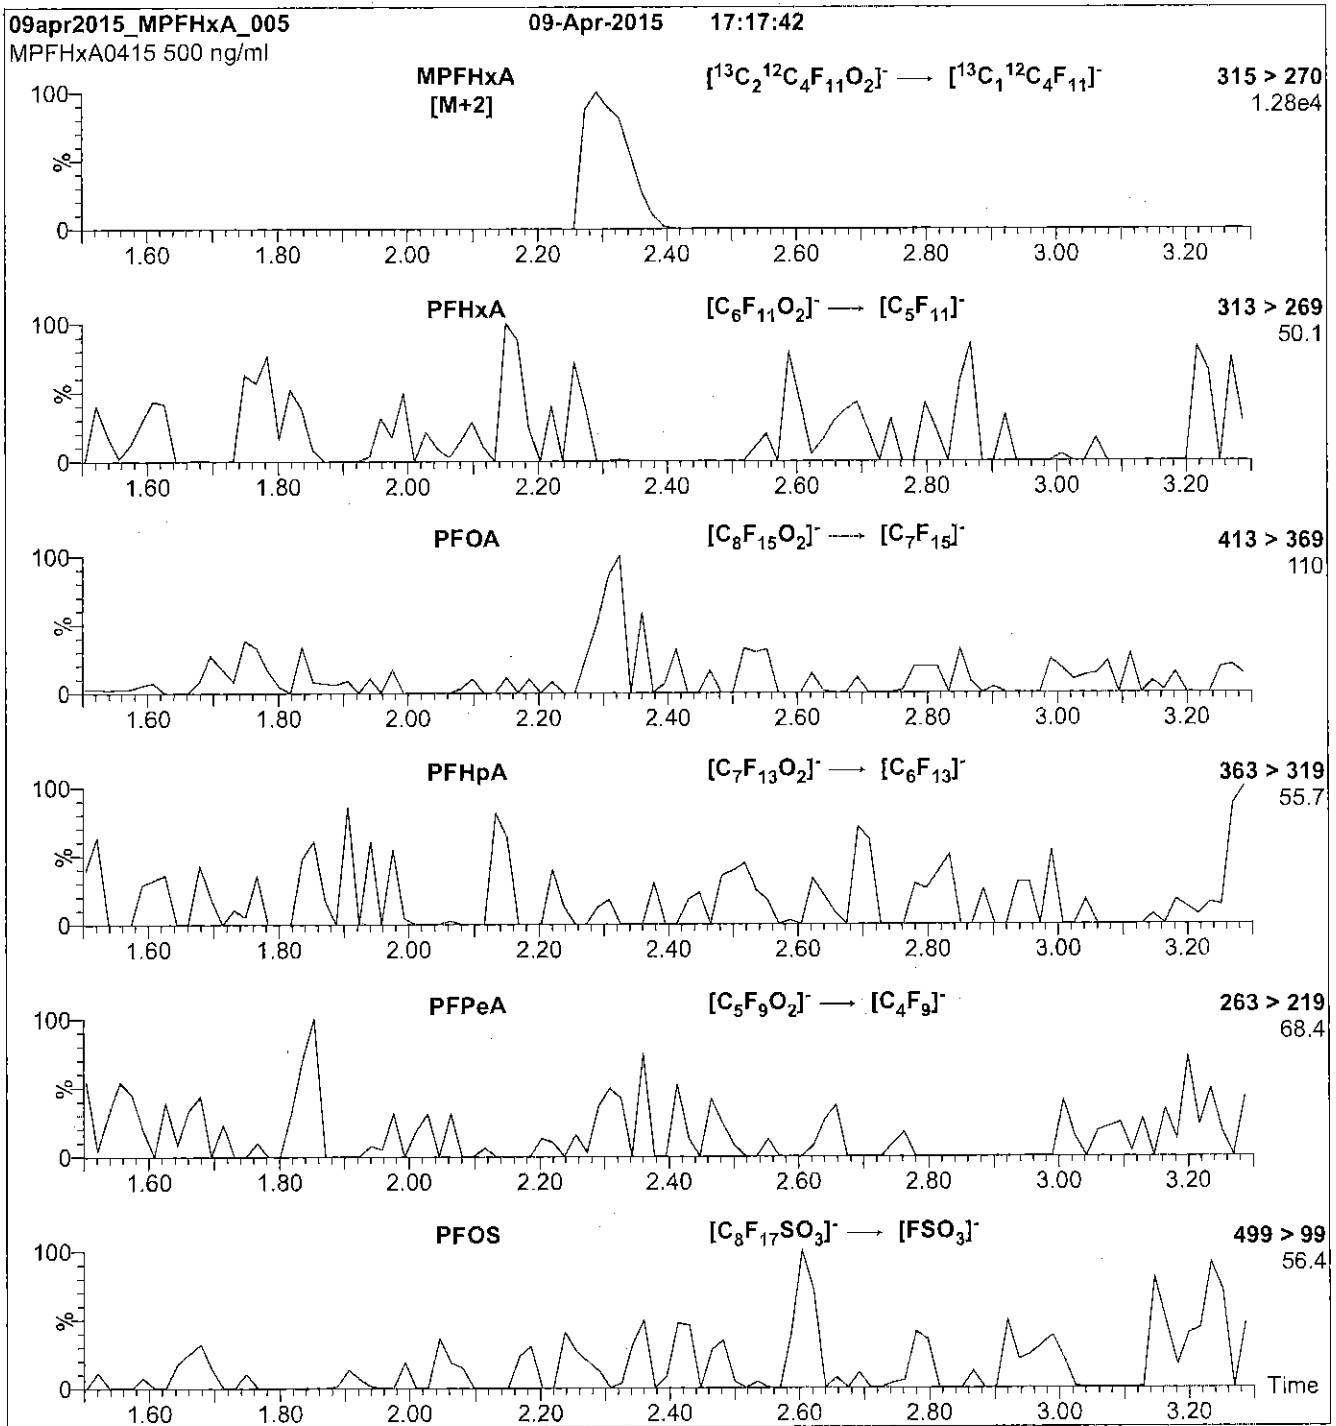 09apr2015_MPFHxA_005 09-Apr-2015 17:17:42
MPFHxA0415 500 ng/ml
MPFHxA [¹³C₂¹²C₄F₁₁O₂]⁻ → [¹³C₁¹²C₄F₁₁]⁻ 315 > 270
[M+2] 1.28e4
100
%
0
1.60 1.80 2.00 2.20 2.40 2.60 2.80 3.00 3.20
PFHxA [C₆F₁₁O₂]⁻ → [C₅F₁₁]⁻ 313 > 269
50.1
100
%
0
1.60 1.80 2.00 2.20 2.40 2.60 2.80 3.00 3.20
PFOA [C₈F₁₅O₂]⁻ → [C₇F₁₅]⁻ 413 > 369
110
100
%
0
1.60 1.80 2.00 2.20 2.40 2.60 2.80 3.00 3.20
PFHpA [C₇F₁₃O₂]⁻ → [C₆F₁₃]⁻ 363 > 319
55.7
100
%
0
1.60 1.80 2.00 2.20 2.40 2.60 2.80 3.00 3.20
PFPeA [C₅F₉O₂]⁻ → [C₄F₉]⁻ 263 > 219
68.4
100
%
0
1.60 1.80 2.00 2.20 2.40 2.60 2.80 3.00 3.20
PFOS [C₈F₁₇SO₃]⁻ → [FSO₃]⁻ 499 > 99
56.4
100
%
0
Time
1.60 1.80 2.00 2.20 2.40 2.60 2.80 3.00 3.20